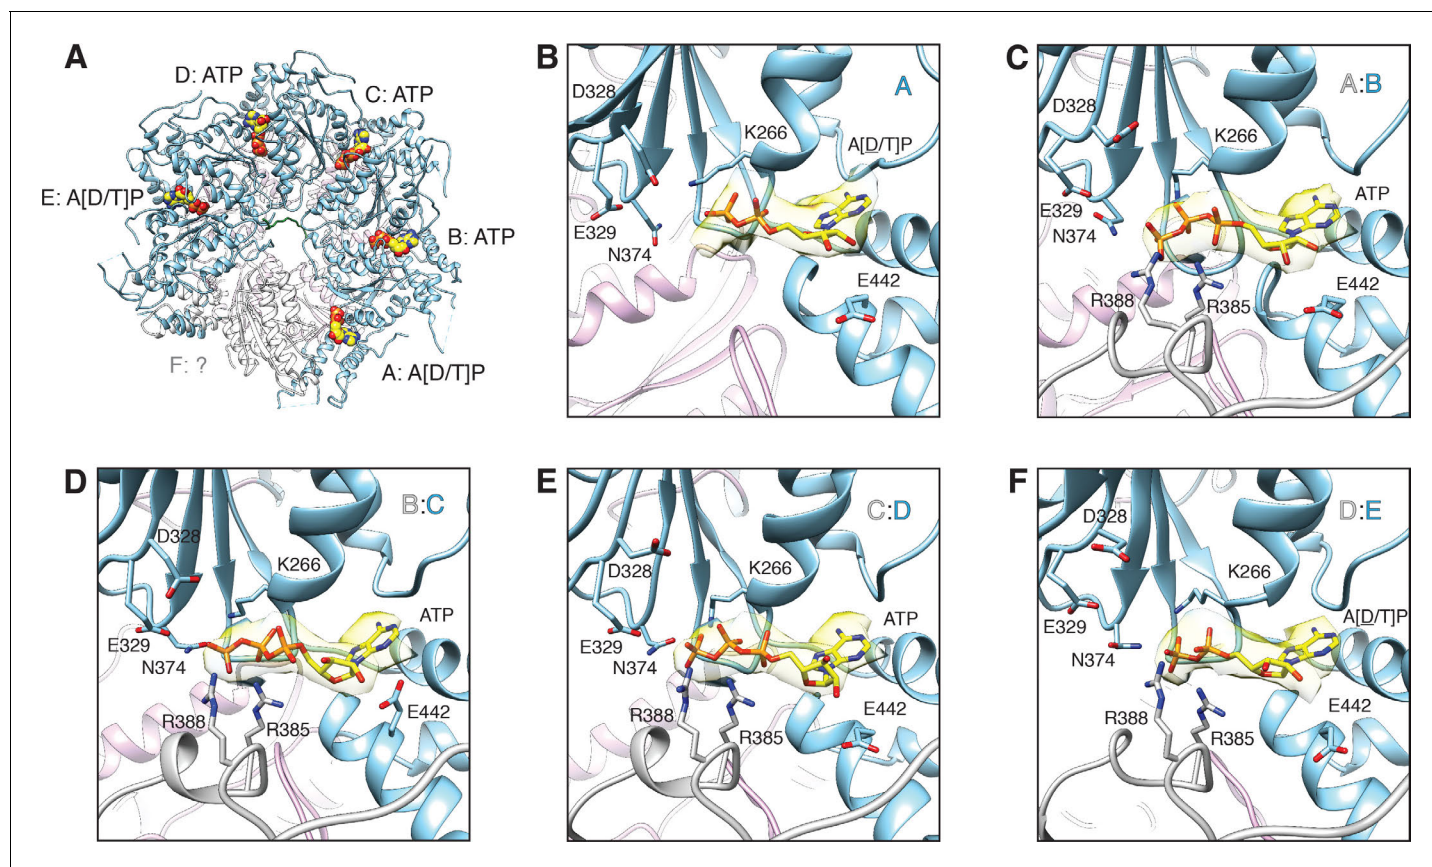 A
D: ATP
C: ATP
E: A[D/T]P
B: ATP
F: ?
A: A[D/T]P
B
A
D328
K266
A[D/T]P
E329
N374
E442
C
A:B
D328
K266
ATP
E329
N374
E442
R388
R385
D
B:C
D328
K266
ATP
E329
N374
E442
R388
R385
E
C:D
D328
K266
ATP
E329
N374
E442
R388
R385
F
D:E
D328
K266
A[D/T]P
E329
N374
E442
R388
R385